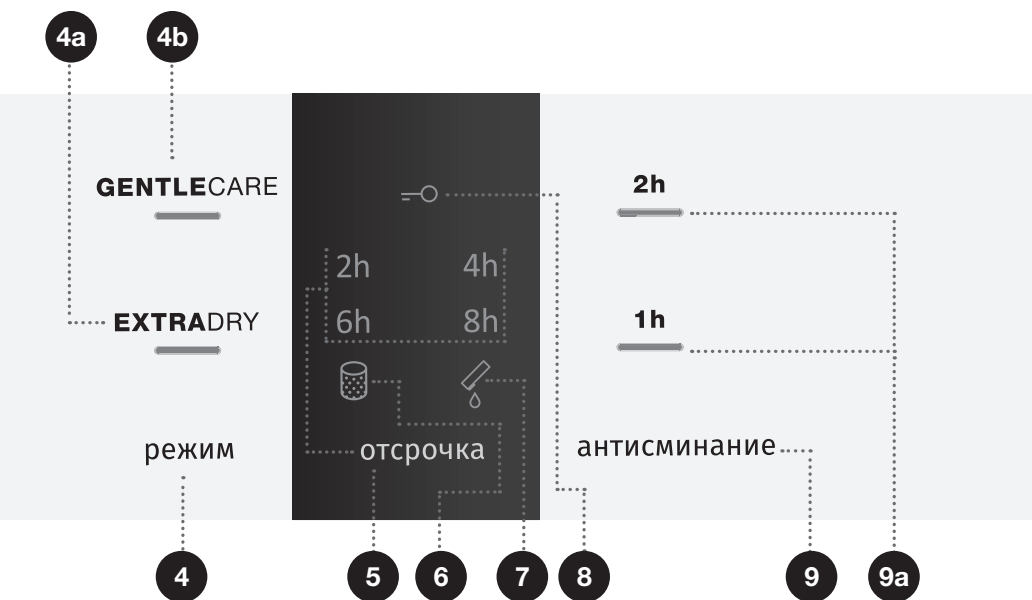 4a 4b
GENTLECARE
2h
2h 4h
EXTRADRY
6h 8h
1h
режим
отсрочка
антисминание
4 5 6 7 8 9 9a